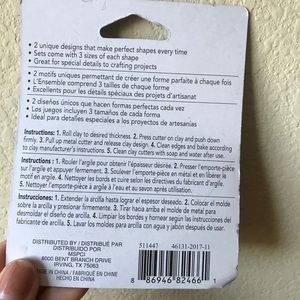 • 2 unique designs that make perfect shapes every time
• Sets come with 3 sizes of each shape
• Great for special details to crafting projects
• 2 motifs uniques permettant de créer une forme parfaite à chaque fois
• L'Ensemble comprend 3 tailles de chaque forme
• Excellents pour les détails spéciaux des projets d'artisanat
• 2 diseños únicos que hacen formas perfectas cada vez
• Los juegos incluyen 3 tamaños de cada forma
• Ideal para detalles especiales a los proyectos de artesanías
Instructions: 1. Roll clay to desired thickness. 2. Press cutter on clay and push down
firmly. 3. Pull up metal cutter and release clay design. 4. Clean edges and bake according
to clay manufacturer's instructions. 5. Clean clay cutters with soap and water after use.
Instructions : 1. Rouler l'argile pour obtenir l'épaisseur désirée. 2. Presser l'emporte-pièce
sur l'argile et appuyer fermement. 3. Soulever l'emporte-pièce en métal et en libérer le
motif en argile. 4. Nettoyer les bords et cuire selon les indications du fabricant de l'argile.
5. Nettoyer l'emporte-pièce à l'argile à l'eau et au savon après utilisation.
Instrucciones: 1. Extender la arcilla hasta lograr el espesor deseado. 2. Colocar el molde
sobre la arcilla y presionar firmemente. 3. Tirar hacia arriba el molde de metal para
desmoldar el diseño de arcilla. 4. Limpiar los bordes y hornear según las instrucciones del
fabricante de la arcilla. 5. Limpiar los moldes para arcilla con agua y jabón después del uso.
DISTRIBUTED BY / DISTRIBUÉ PAR
DISTRIBUIDO POR
MSPCI
8000 BENT BRANCH DRIVE
IRVING, TX 75063
MADE IN CHINA / FABRIQUÉ EN CHINE
HECHO EN CHINA
511447 46131-2017-11
8 86946 82466 1